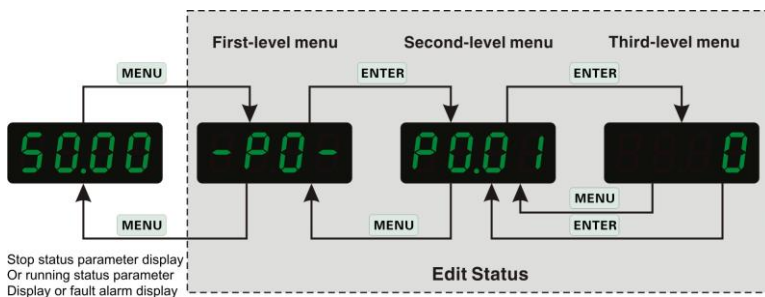 First-level menu
Second-level menu
Third-level menu
MENU
ENTER
ENTER
50.00
-P0-
P0.01
0
MENU
MENU
MENU
ENTER
Stop status parameter display
Or running status parameter
Display or fault alarm display
Edit Status